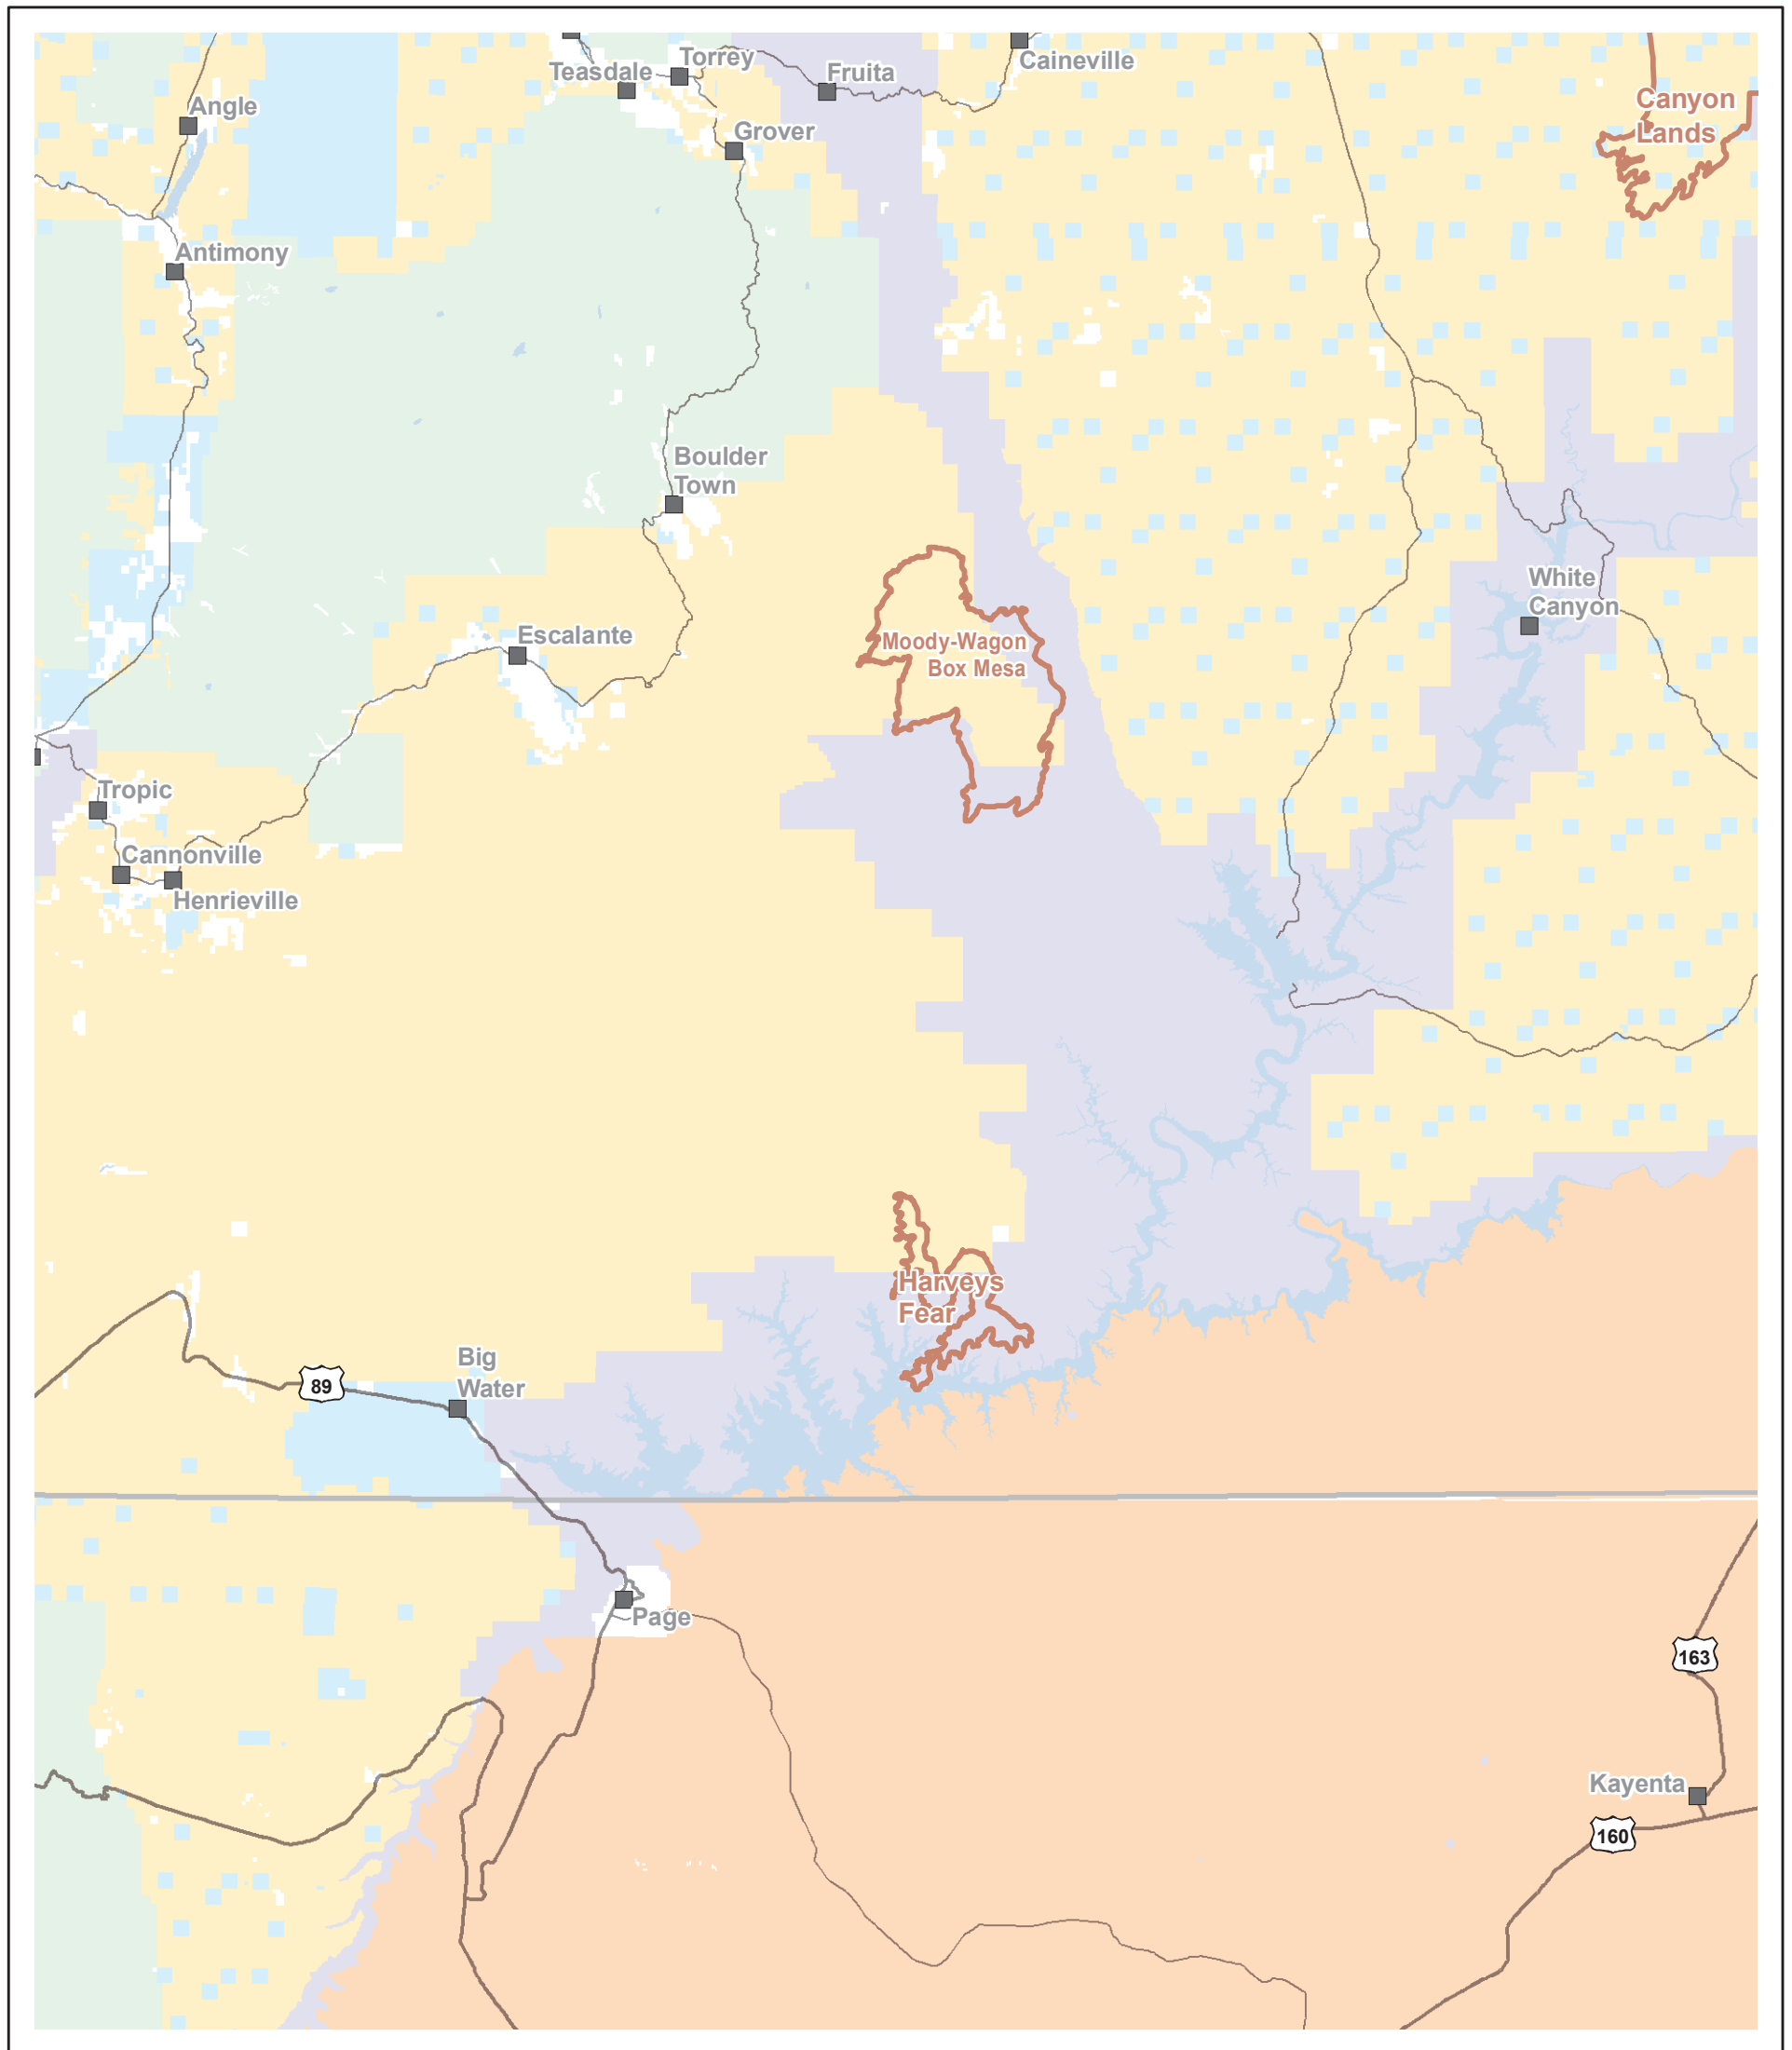 Torrey
Teasdale
Fruita
Caineville
Canyon
Lands
Angle
Grover
Antimony
Boulder
Town
White
Canyon
Escalante
Moody-Wagon
Box Mesa
Tropic
Cannonville
Henrieville
Harveys
Fear
Big
Water
89
Page
163
Kayenta
160